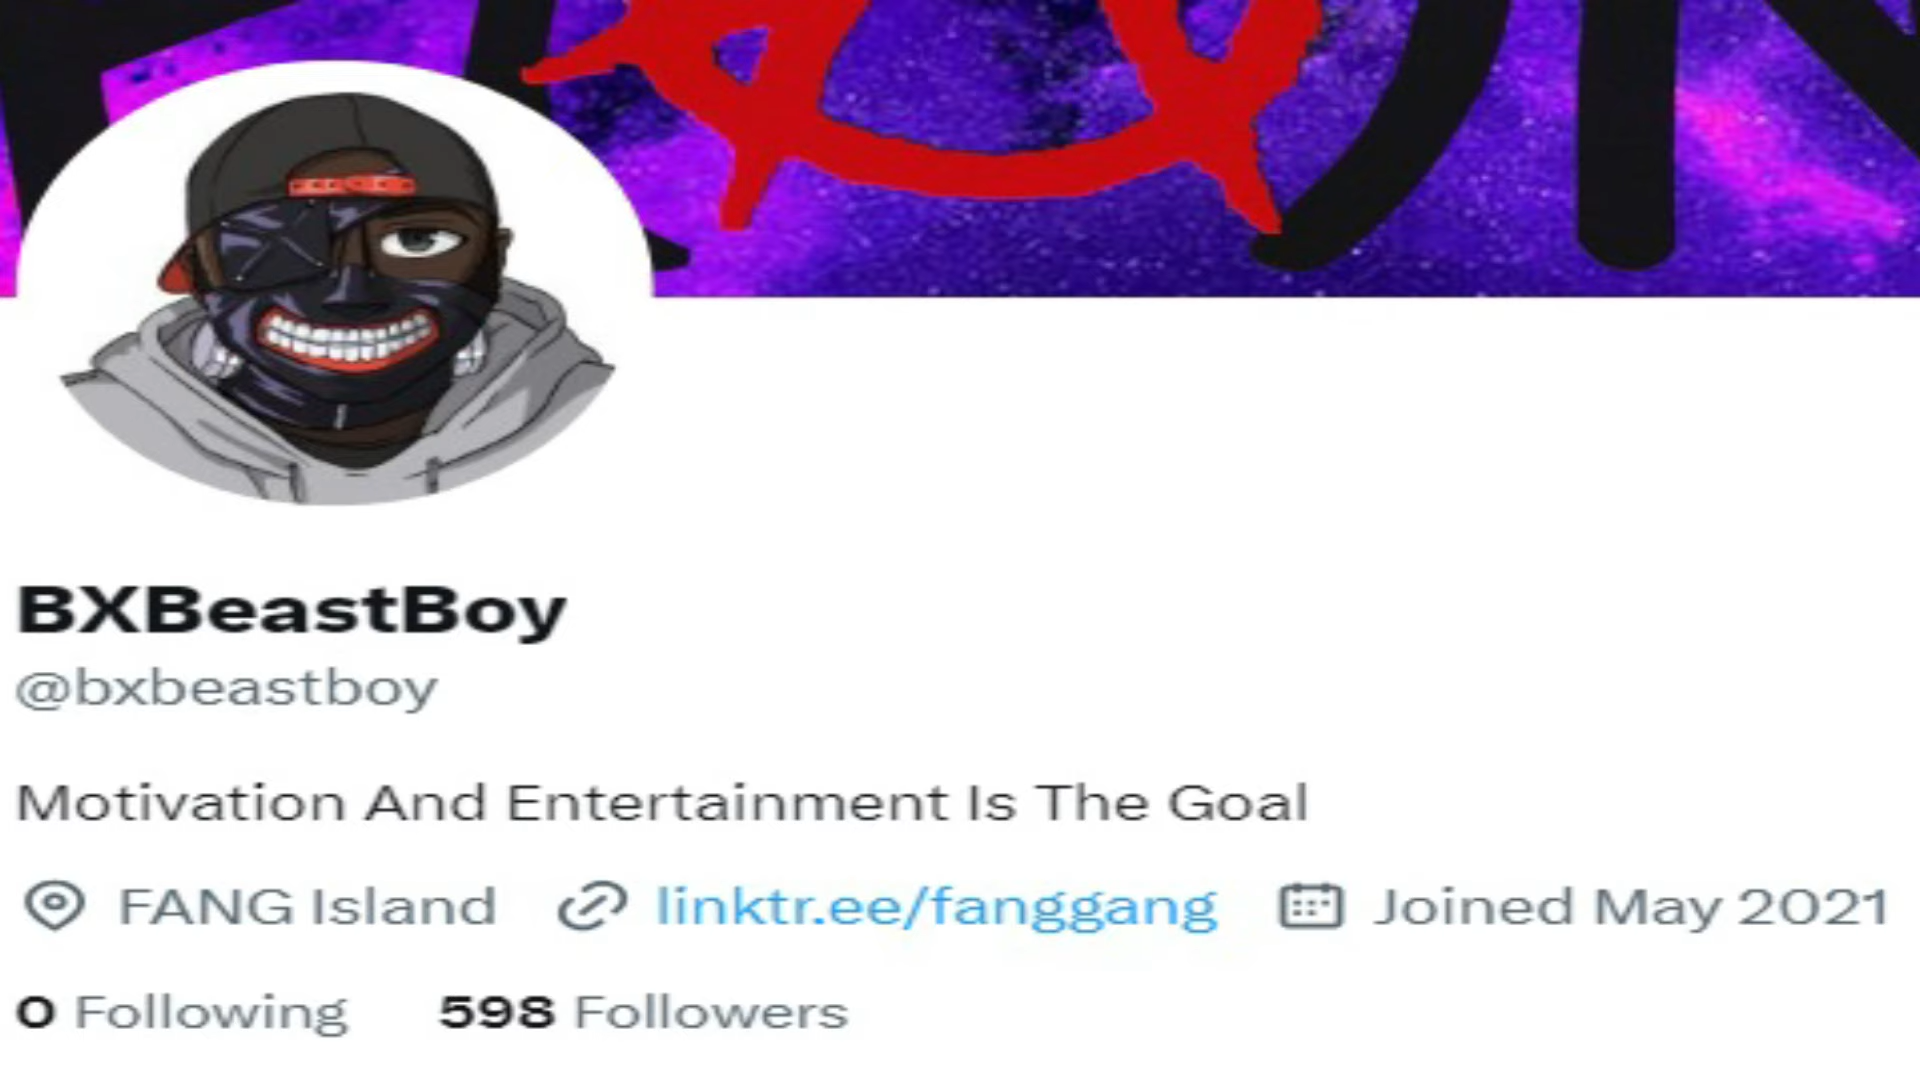 BXBeastBoy
@bxbeastboy
Motivation And Entertainment Is The Goal
FANG Island linktr.ee/fanggang Joined May 2021
0 Following 598 Followers